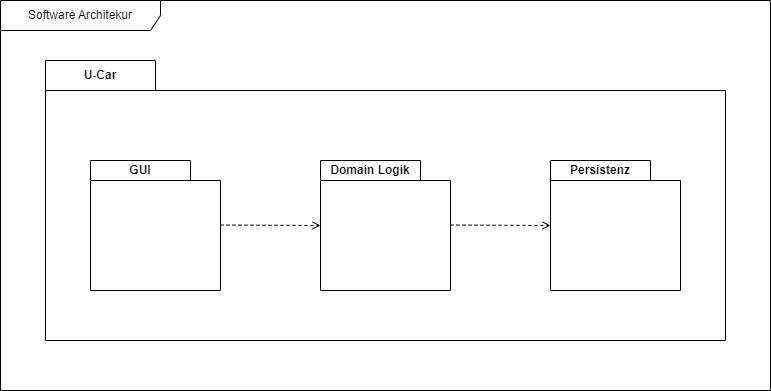 Software Architekur
U-Car
GUI
Domain Logik
Persistenz